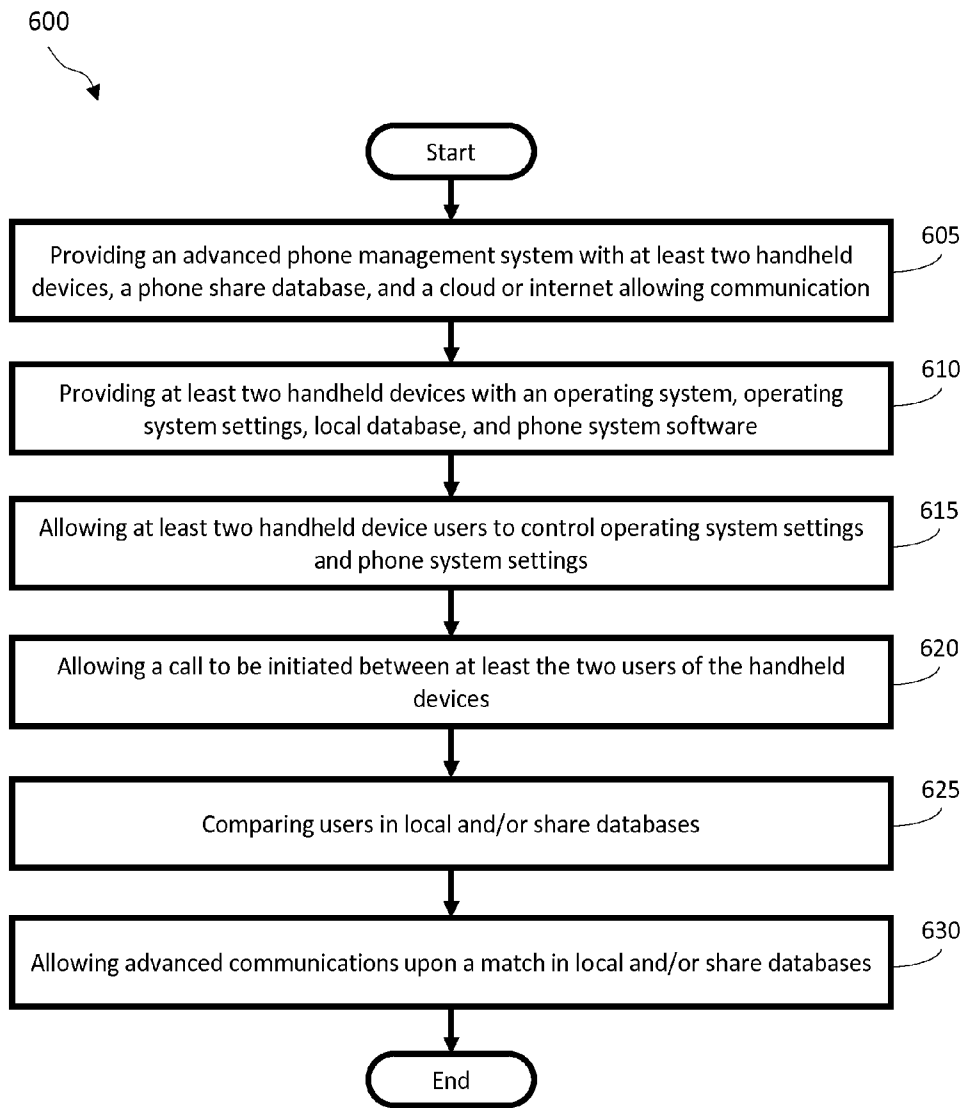 600
Start
Providing an advanced phone management system with at least two handheld
devices, a phone share database, and a cloud or internet allowing communication
605
Providing at least two handheld devices with an operating system, operating
system settings, local database, and phone system software
610
Allowing at least two handheld device users to control operating system settings
and phone system settings
615
Allowing a call to be initiated between at least the two users of the handheld
devices
620
Comparing users in local and/or share databases
625
Allowing advanced communications upon a match in local and/or share databases
630
End